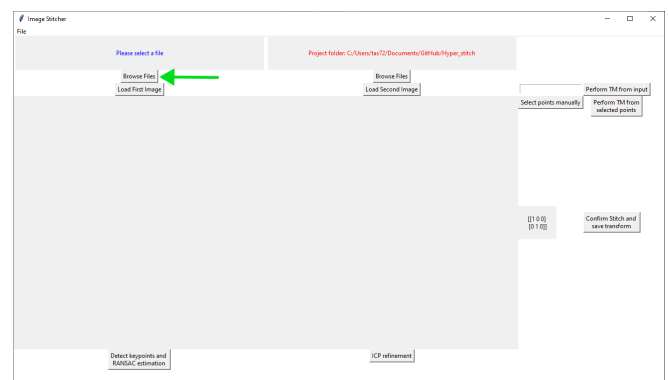 Image Stitcher
File
Please select a file
Project folder: C:/Users/tas72/Documents/GitHub/Hyper_stitch
Browse Files
Browse Files
Load First Image
Load Second Image
Perform TM from input
Select points manually
Perform TM from
selected points
[[1 0 0]
[0 1 0]]
Confirm Stitch and
save transform
Detect keypoints and
RANSAC estimation
ICP refinement